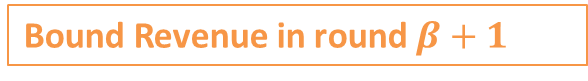 Bound Revenue in round 𝜷 + 𝟏